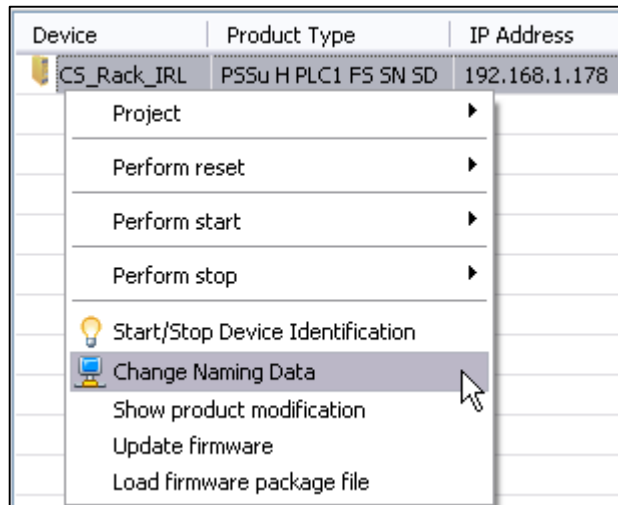 Device Product Type IP Address
CS_Rack_IRL PSSu H PLC1 FS SN SD 192.168.1.178
Project
Perform reset
Perform start
Perform stop
Start/Stop Device Identification
Change Naming Data
Show product modification
Update firmware
Load firmware package file